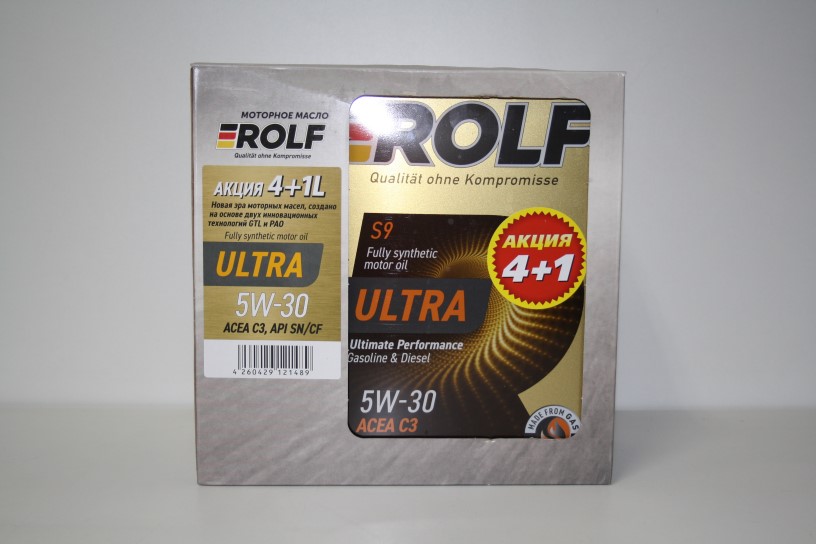 МОТОРНОЕ МАСЛО
ROLF
Qualität ohne Kompromisse
АКЦИЯ 4+1L
Новая эра моторных масел, создано
на основе двух инновационных
технологий GTL и PAO
Fully synthetic motor oil
ULTRA
5W-30
ACEA C3, API SN/CF
4 260429 121489
ROLF
Qualität ohne Kompromisse
S9
Fully synthetic
motor oil
ULTRA
Ultimate Performance
Gasoline & Diesel
5W-30
ACEA C3
АКЦИЯ
4+1
MADE FROM GAS